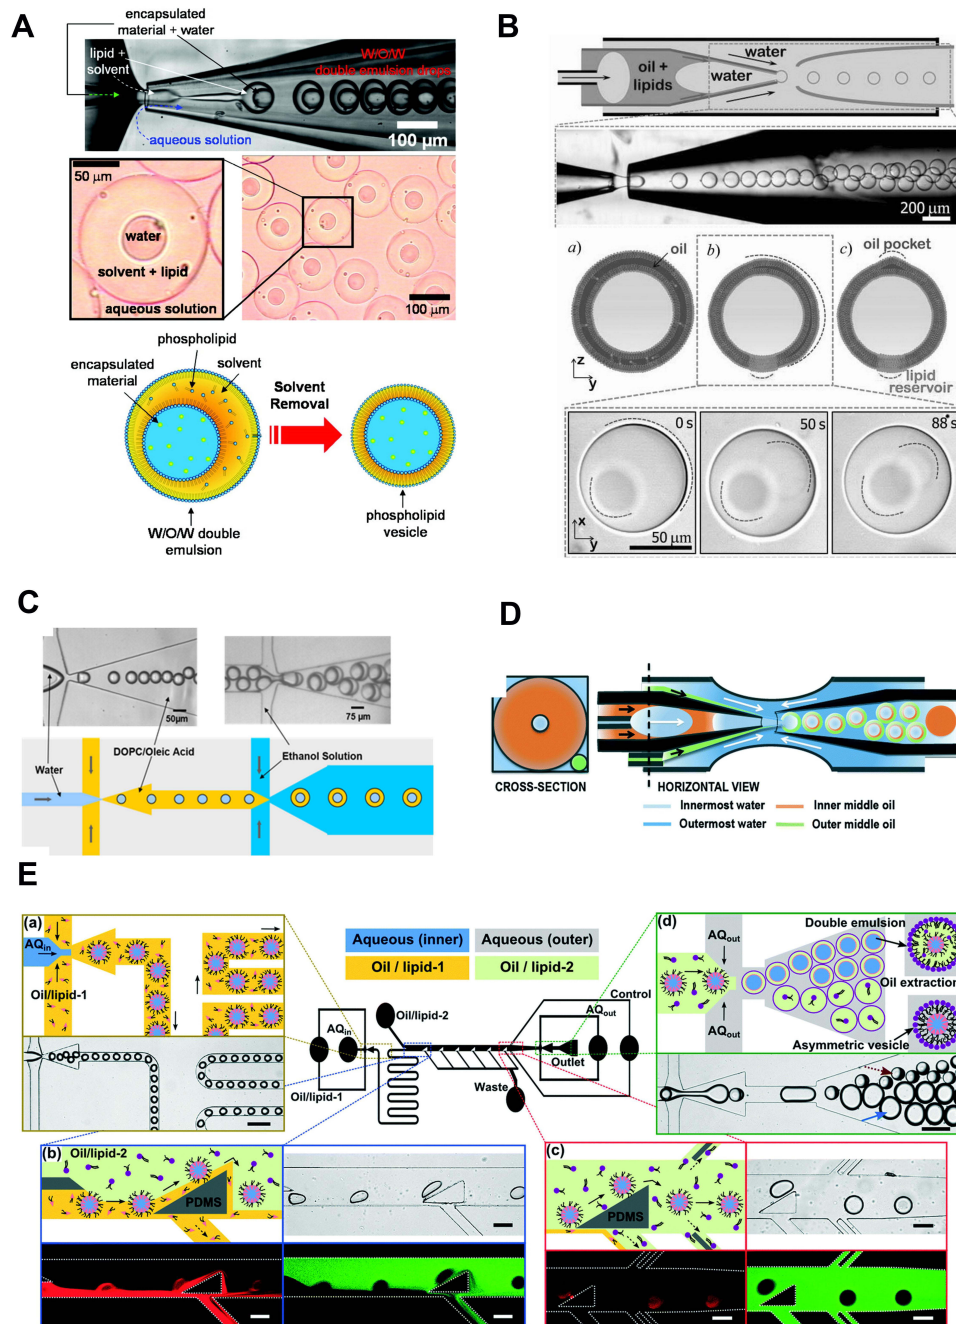 A
encapsulated
material + water
lipid +
solvent
W/O/W
double emulsion drops
aqueous solution
100 μm
50 μm
water
solvent + lipid
aqueous solution
100 μm
phospholipid
encapsulated
material
solvent
Solvent
Removal
W/O/W double
emulsion
phospholipid
vesicle
B
oil +
lipids
water
water
200 μm
a)
oil
b)
c)
oil pocket
z
y
lipid
reservoir
0 s
50 s
88 s
x
y
50 μm
C
50μm
75 μm
DOPC/Oleic Acid
Water
Ethanol Solution
D
CROSS-SECTION
HORIZONTAL VIEW
Innermost water
Inner middle oil
Outermost water
Outer middle oil
E
(a)
AQin
Oil/lipid-1
Aqueous (inner)
Aqueous (outer)
Oil / lipid-1
Oil / lipid-2
Oil/lipid-2
AQin
Oil/lipid-1
Control
AQout
Outlet
Waste
(d)
AQout
AQout
Double emulsion
Oil extraction
Asymmetric vesicle
(b)
Oil/lipid-2
PDMS
(c)
PDMS